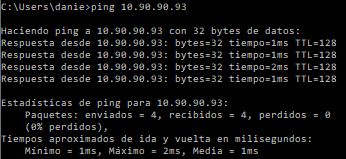 C:\Users\danie>ping 10.90.90.93
Haciendo ping a 10.90.90.93 con 32 bytes de datos:
Respuesta desde 10.90.90.93: bytes=32 tiempo=1ms TTL=128
Respuesta desde 10.90.90.93: bytes=32 tiempo=1ms TTL=128
Respuesta desde 10.90.90.93: bytes=32 tiempo=2ms TTL=128
Respuesta desde 10.90.90.93: bytes=32 tiempo=1ms TTL=128
Estadísticas de ping para 10.90.90.93:
Paquetes: enviados = 4, recibidos = 4, perdidos = 0
(0% perdidos),
Tiempos aproximados de ida y vuelta en milisegundos:
Mínimo = 1ms, Máximo = 2ms, Media = 1ms